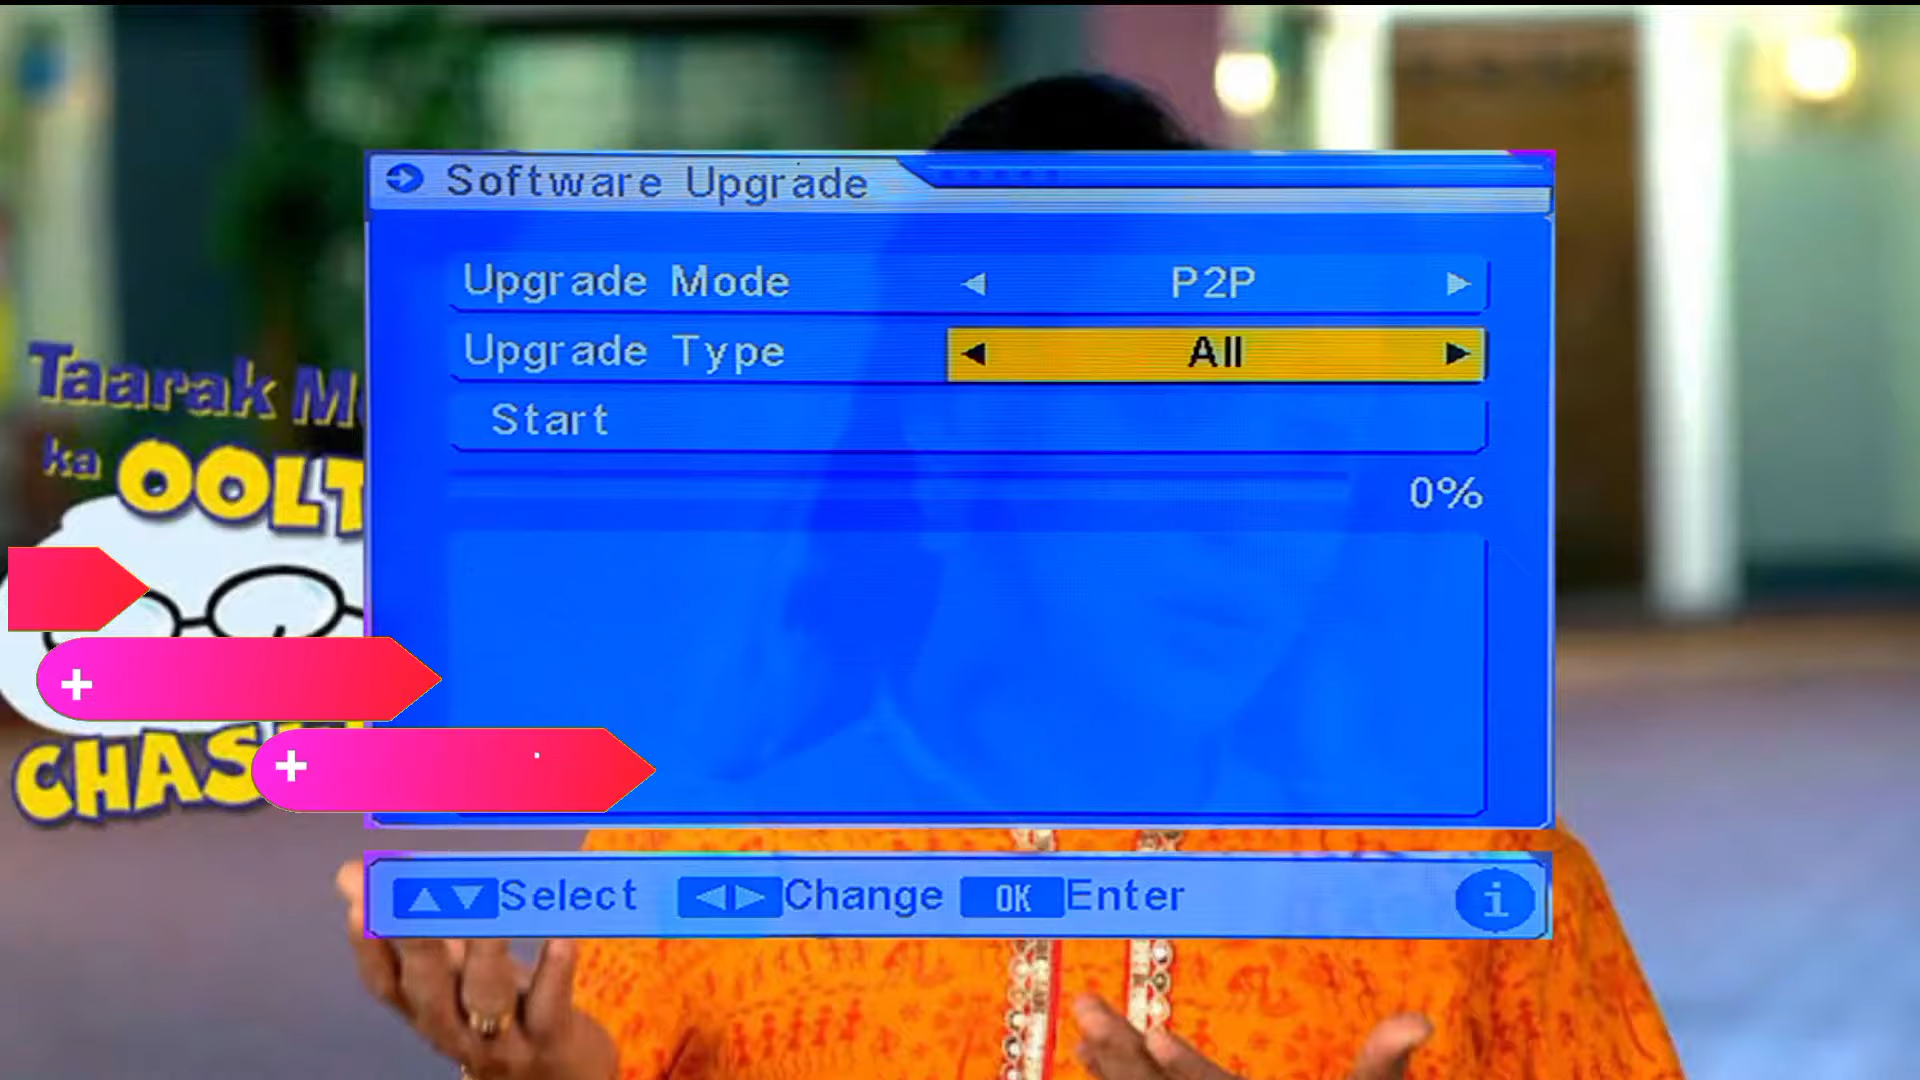 Software Upgrade
Upgrade Mode P2P
Upgrade Type All
Start
0%
Taarak
ka OOLT
CHAS
+
+
Select Change OK Enter i